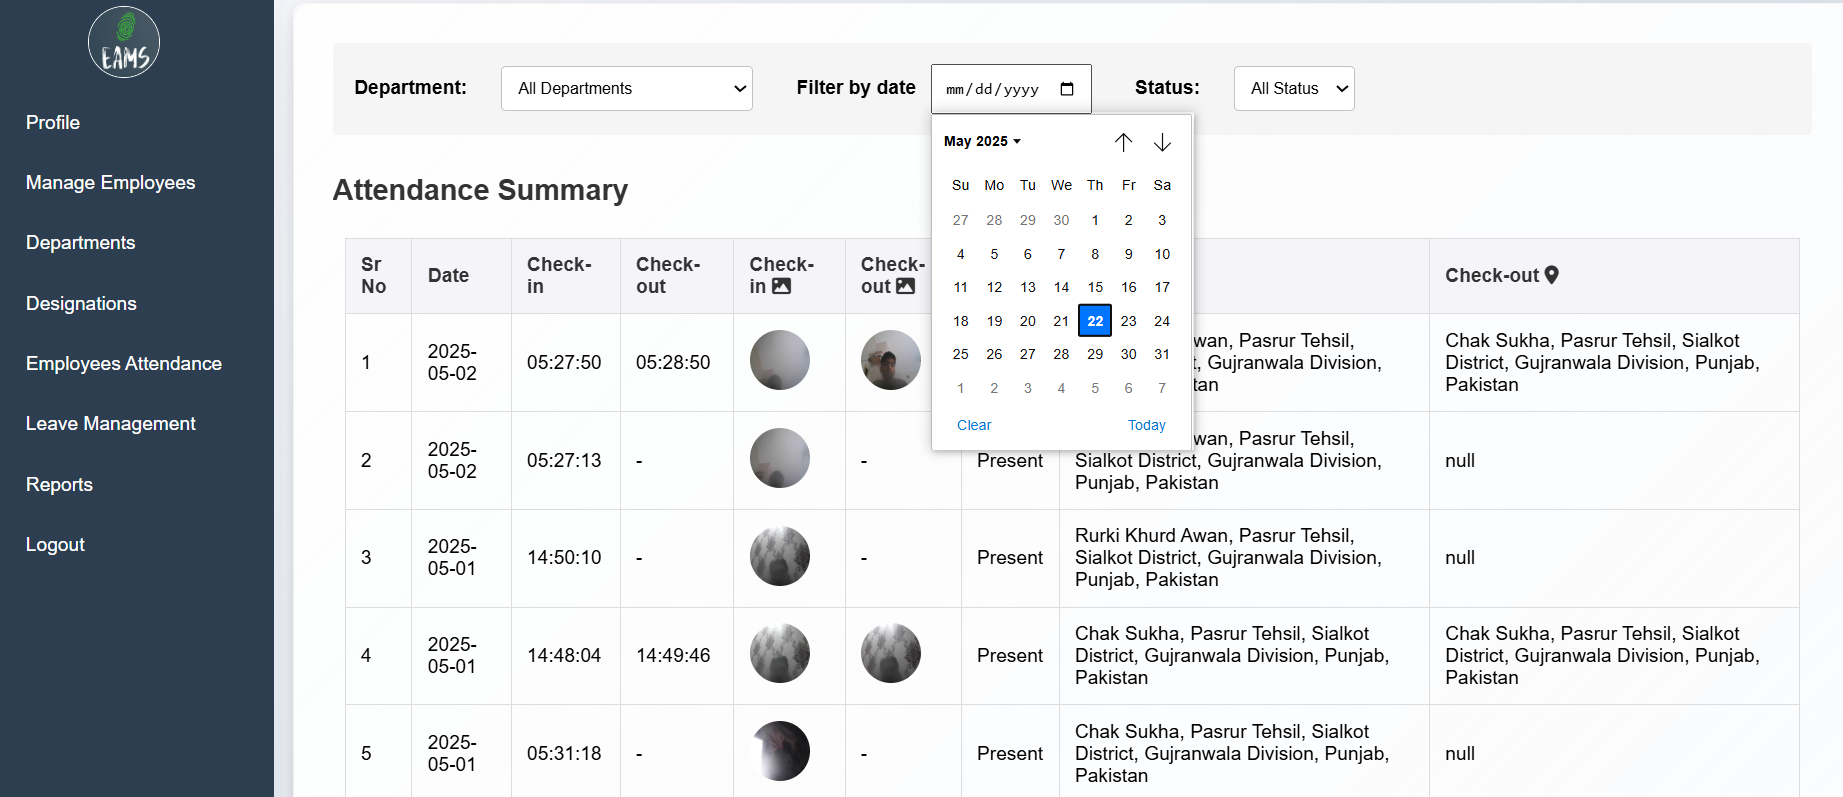 EAMS
Profile
Manage Employees
Departments
Designations
Employees Attendance
Leave Management
Reports
Logout
Department:
All Departments
Filter by date
mm/dd/yyyy
Status:
All Status
May 2025
Su Mo Tu We Th Fr Sa
27 28 29 30 1 2 3
4 5 6 7 8 9 10
11 12 13 14 15 16 17
18 19 20 21 22 23 24
25 26 27 28 29 30 31
1 2 3 4 5 6 7
Clear Today
Attendance Summary
Sr
No
Date
Check-
in
Check-
out
Check-
in
Check-
out
Check-out
1
2025-
05-02
05:27:50
05:28:50
wan, Pasrur Tehsil,
t, Gujranwala Division,
tan
Chak Sukha, Pasrur Tehsil, Sialkot
District, Gujranwala Division, Punjab,
Pakistan
2
2025-
05-02
05:27:13
-
-
Present
wan, Pasrur Tehsil,
Sialkot District, Gujranwala Division,
Punjab, Pakistan
null
3
2025-
05-01
14:50:10
-
-
Present
Rurki Khurd Awan, Pasrur Tehsil,
Sialkot District, Gujranwala Division,
Punjab, Pakistan
null
4
2025-
05-01
14:48:04
14:49:46
Present
Chak Sukha, Pasrur Tehsil, Sialkot
District, Gujranwala Division, Punjab,
Pakistan
Chak Sukha, Pasrur Tehsil, Sialkot
District, Gujranwala Division, Punjab,
Pakistan
5
2025-
05-01
05:31:18
-
-
Present
Chak Sukha, Pasrur Tehsil, Sialkot
District, Gujranwala Division, Punjab,
Pakistan
null